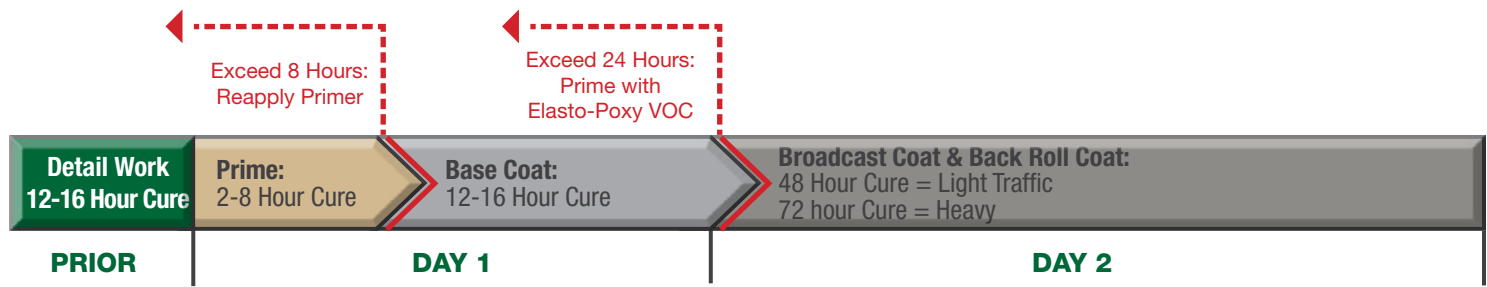 Exceed 8 Hours:
Reapply Primer
Exceed 24 Hours:
Prime with
Elasto-Poxy VOC
Detail Work
12-16 Hour Cure
Prime:
2-8 Hour Cure
Base Coat:
12-16 Hour Cure
Broadcast Coat & Back Roll Coat:
48 Hour Cure = Light Traffic
72 hour Cure = Heavy
PRIOR
DAY 1
DAY 2